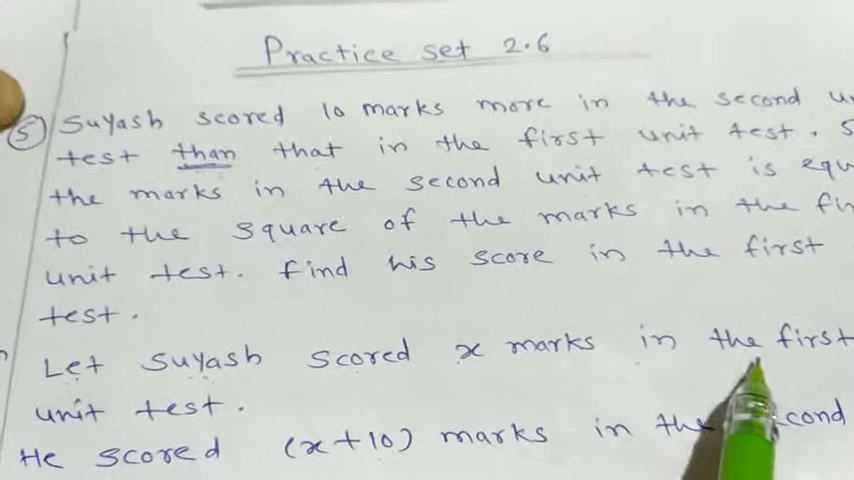 Practice set 2.6
(5) Suyash scored 10 marks more in the second
test than that in the first unit test.
the marks in the second unit test is
to the square of the marks in the
unit test. find his score in the first
test.
Let suyash scored x marks in the first
unit test.
He scored (x+10) marks in the